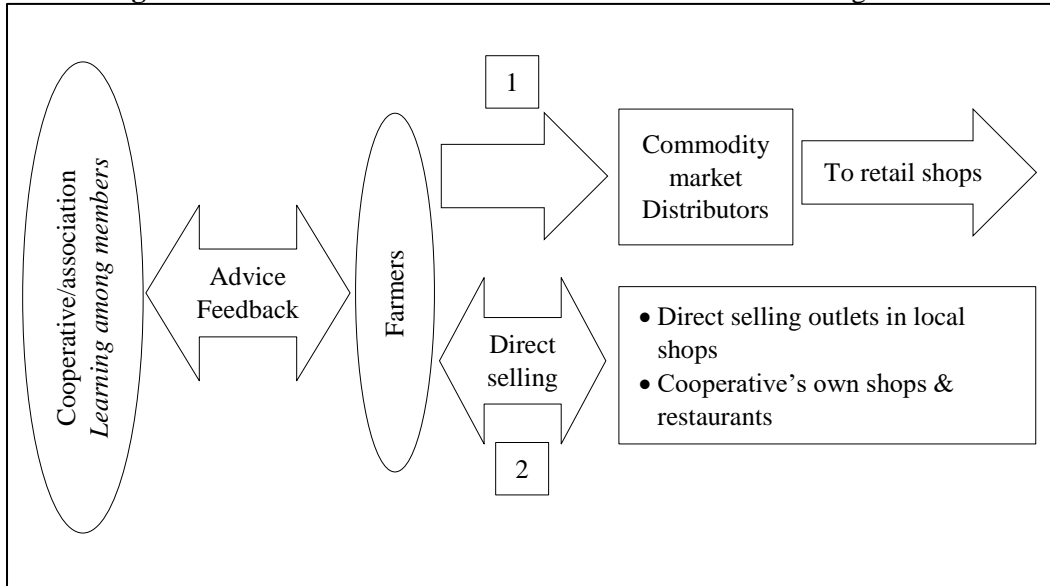 Cooperative/association
Learning among members
Advice
Feedback
Farmers
1
Commodity
market
Distributors
To retail shops
Direct
selling
2
• Direct selling outlets in local
shops
• Cooperative’s own shops &
restaurants